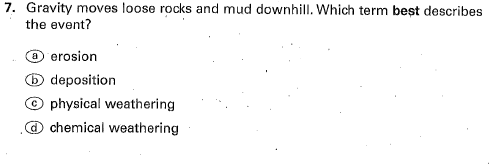 7. Gravity moves loose rocks and mud downhill. Which term best describes
the event?
a erosion
b deposition
c physical weathering
d chemical weathering